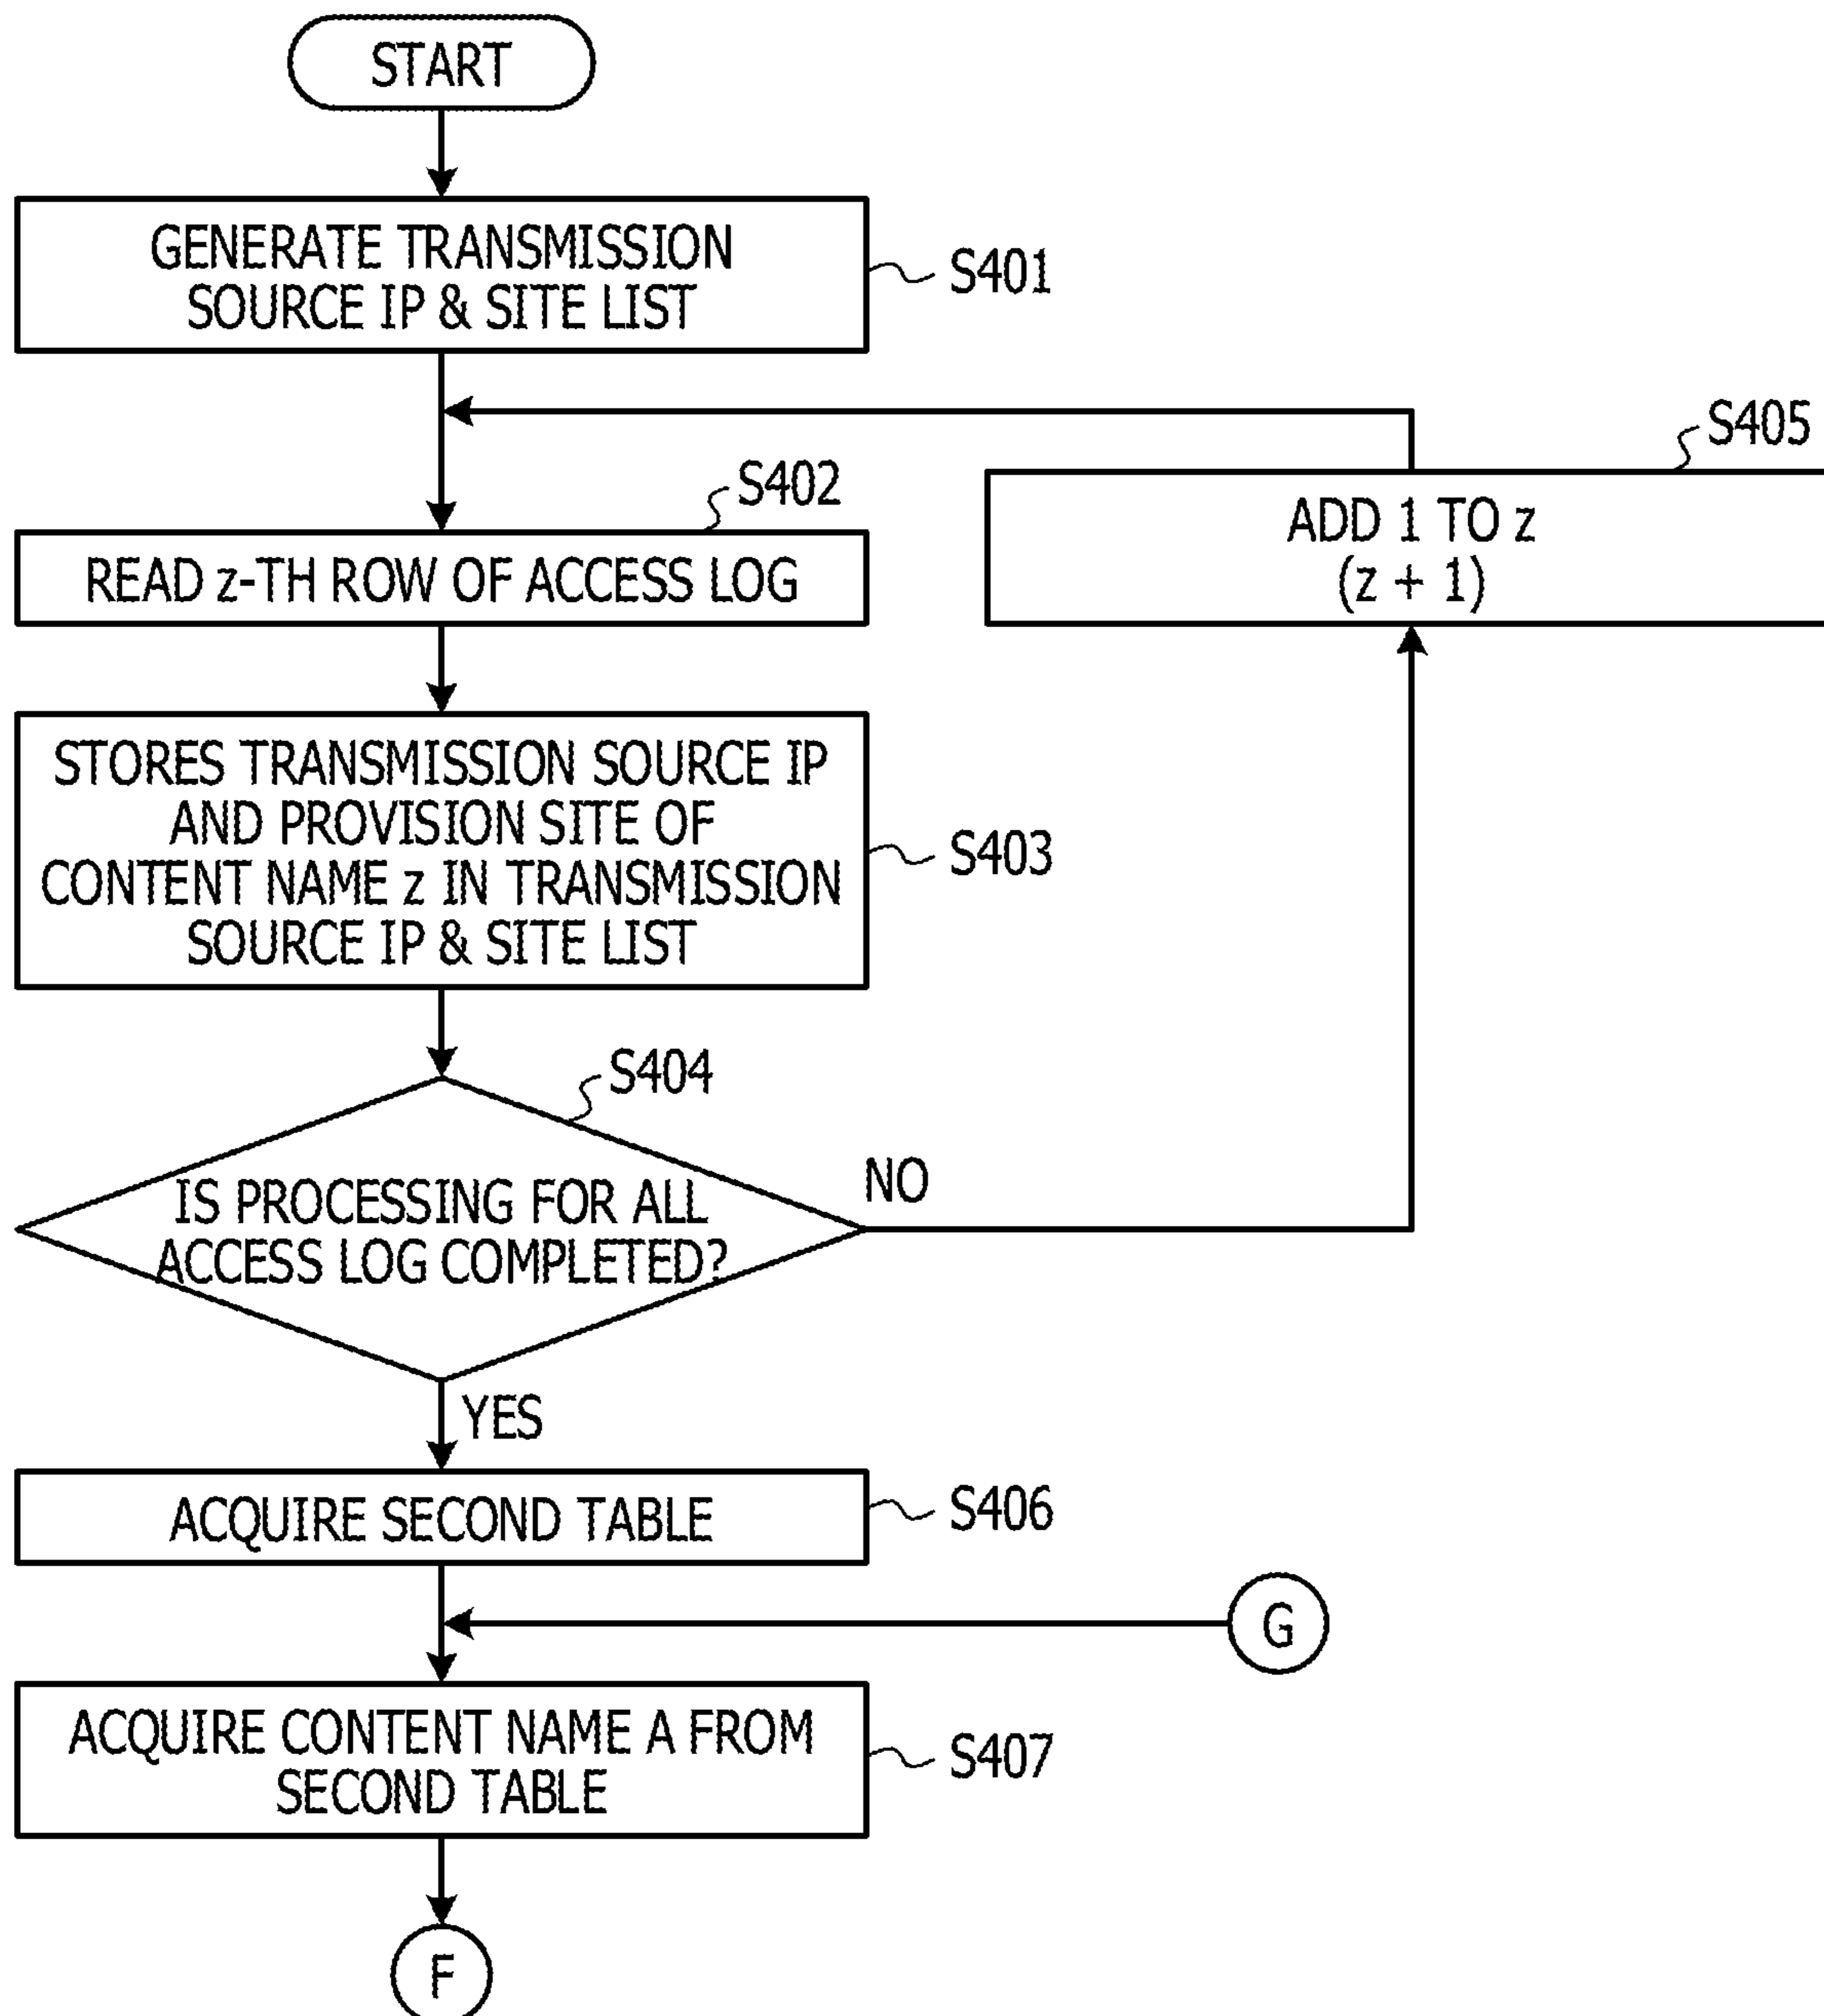 START
GENERATE TRANSMISSION
SOURCE IP & SITE LIST
S401
S405
S402
ADD 1 TO z
(z + 1)
READ z-TH ROW OF ACCESS LOG
STORES TRANSMISSION SOURCE IP
AND PROVISION SITE OF
CONTENT NAME z IN TRANSMISSION
SOURCE IP & SITE LIST
S403
S404
IS PROCESSING FOR ALL
ACCESS LOG COMPLETED?
NO
YES
ACQUIRE SECOND TABLE
S406
G
ACQUIRE CONTENT NAME A FROM
SECOND TABLE
S407
F